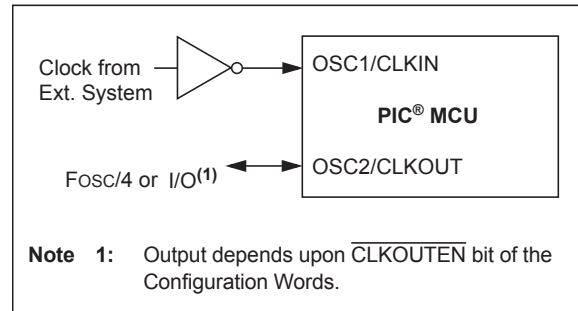 Clock from
Ext. System
OSC1/CLKIN
PIC® MCU
FOSC/4 or I/O(1)
OSC2/CLKOUT
Note 1: Output depends upon CLKOUTEN bit of the
Configuration Words.